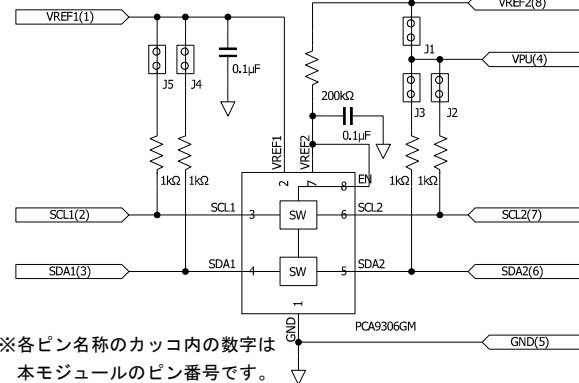 VREF1(1)
VREF2(8)
J1
VPU(4)
J5
J4
0.1μF
200kΩ
J3
J2
0.1μF
VREF1
VREF2
1kΩ
1kΩ
1kΩ
1kΩ
2
7
8
EN
SCL1(2)
SCL1
3
SW
6
SCL2
SCL2(7)
SDA1(3)
SDA1
4
SW
5
SDA2
SDA2(6)
1
GND
PCA9306GM
GND(5)
※各ピン名称のカッコ内の数字は
本モジュールのピン番号です。